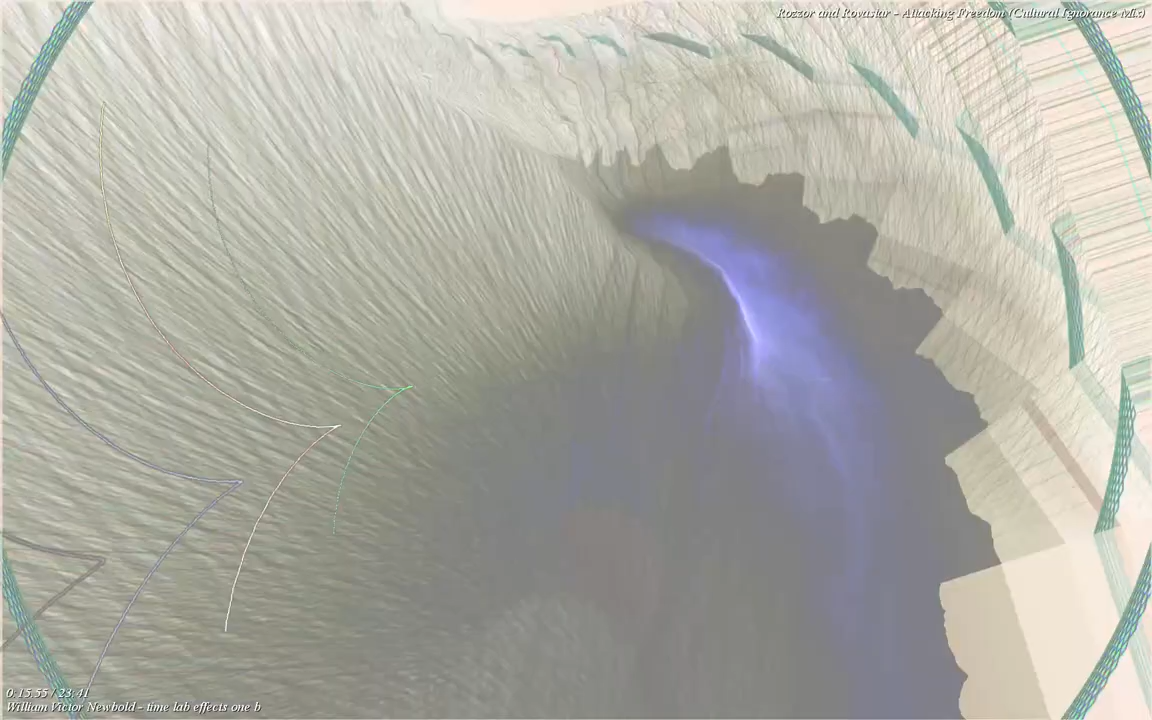 Rozzor and Rovastar - Attacking Freedom (Cultural Ignorance Mix)
0:15.55 / 23:41
William Victor Newbold - time lab effects one b